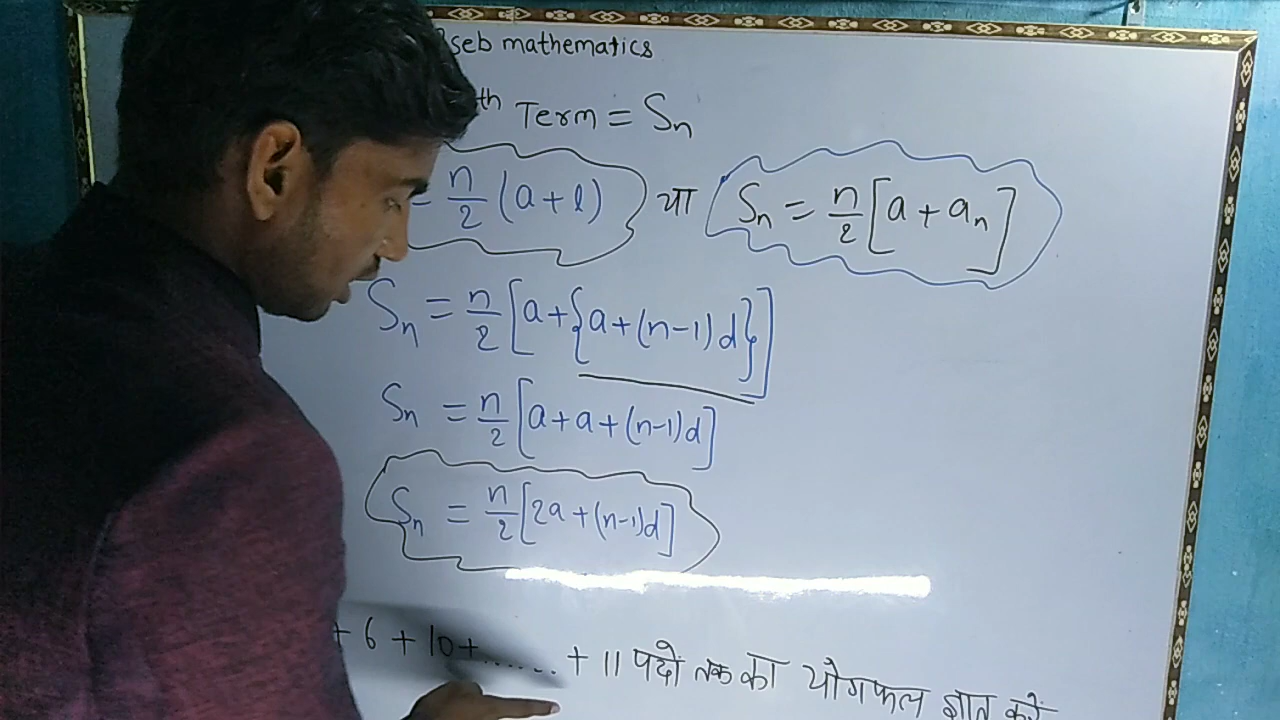 seb mathematics
th Term = Sn
= n/2 (a + l) या Sn = n/2 [a + an]
Sn = n/2 [a + {a + (n-1)d}]
Sn = n/2 [a + a + (n-1)d]
Sn = n/2 [2a + (n-1)d]
+ 6 + 10 + ...... + 11 पदों तक का योगफल ज्ञात करें